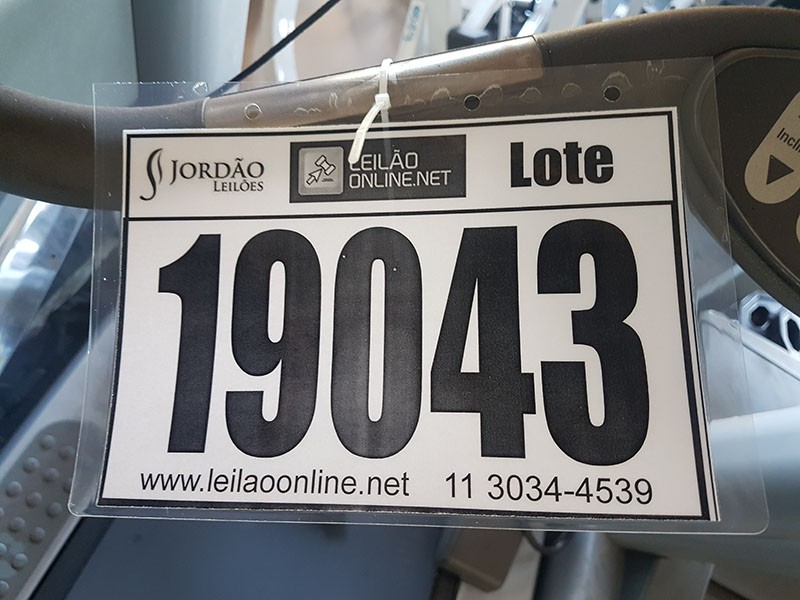 JORDÃO
LEILÕES
LEILÃO
ONLINE.NET
Lote
19043
www.leilaoonline.net 11 3034-4539